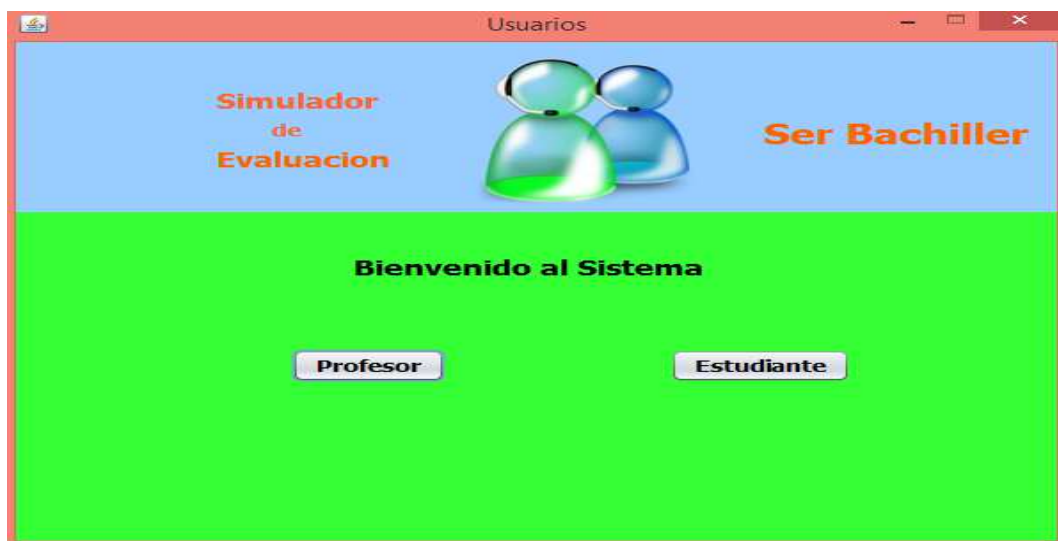 Usuarios
Simulador
de
Evaluacion
Ser Bachiller
Bienvenido al Sistema
Profesor
Estudiante